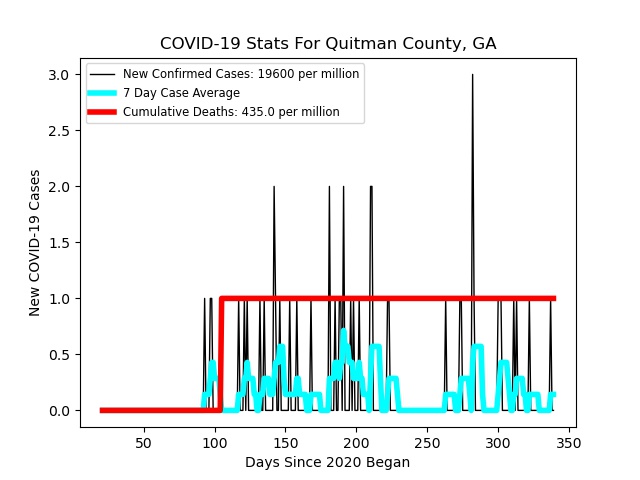 COVID-19 Stats For Quitman County, GA
New Confirmed Cases: 19600 per million
7 Day Case Average
Cumulative Deaths: 435.0 per million
New COVID-19 Cases
3.0
2.5
2.0
1.5
1.0
0.5
0.0
50 100 150 200 250 300 350
Days Since 2020 Began